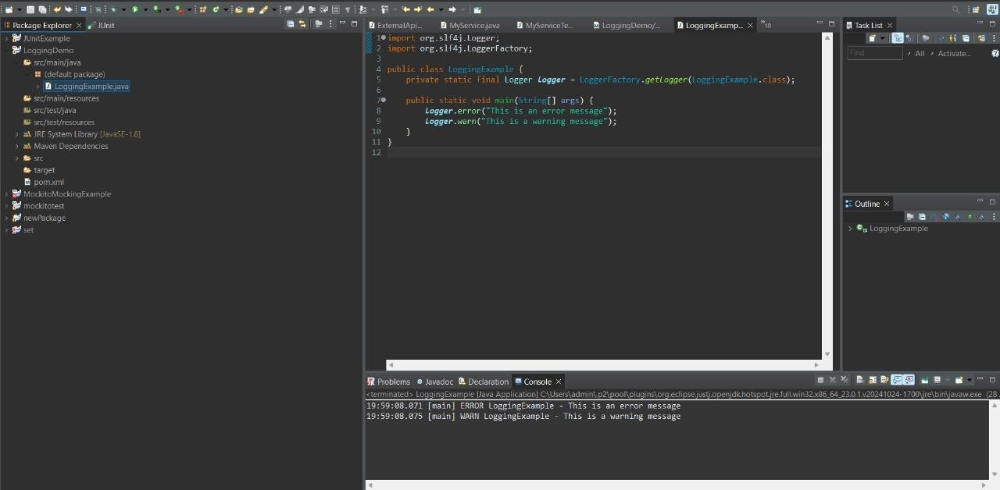 Package Explorer
JUnit
JUnitExample
LoggingDemo
src/main/java
(default package)
LoggingExample.java
src/main/resources
src/test/java
src/test/resources
JRE System Library [JavaSE-1.8]
Maven Dependencies
src
target
pom.xml
MockitoMockingExample
mockitotest
newPackage
set
ExternalApi...
MyService.java
MyServiceTe...
LoggingDemo/...
LoggingExamp...
»10
1 import org.slf4j.Logger;
2 import org.slf4j.LoggerFactory;
3
4 public class LoggingExample {
5 private static final Logger logger = LoggerFactory.getLogger(LoggingExample.class);
6
7 public static void main(String[] args) {
8 logger.error("This is an error message");
9 logger.warn("This is a warning message");
10 }
11 }
12
Task List
Find
All
Activate...
Outline
LoggingExample
Problems
Javadoc
Declaration
Console
<terminated> LoggingExample [Java Application] C:\Users\admin\.p2\pool\plugins\org.eclipse.justj.openjdk.hotspot.jre.full.win32.x86_64_23.0.1.v20241024-1700\jre\bin\javaw.exe (28
19:59:08.071 [main] ERROR LoggingExample - This is an error message
19:59:08.075 [main] WARN LoggingExample - This is a warning message